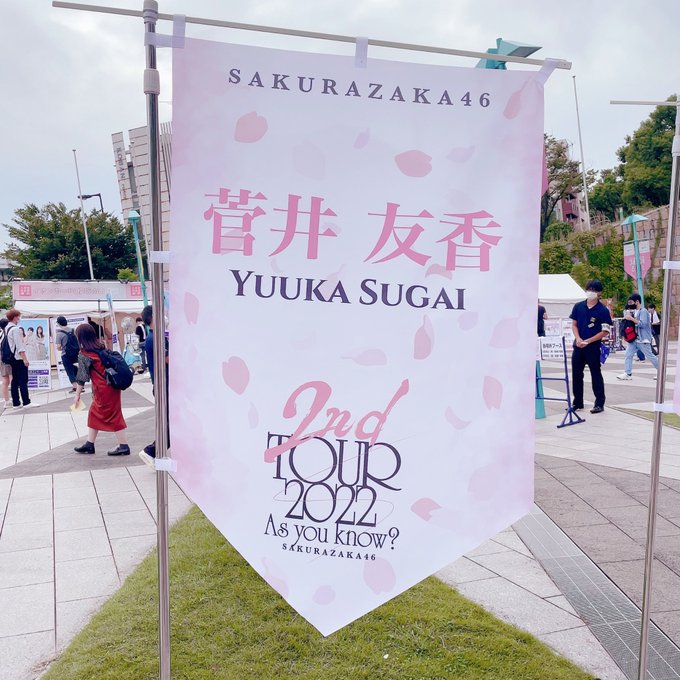 SAKURAZAKA46
菅井 友香
YUUKA SUGAI
2nd
TOUR
2022
AS YOU KNOW?
SAKURAZAKA46